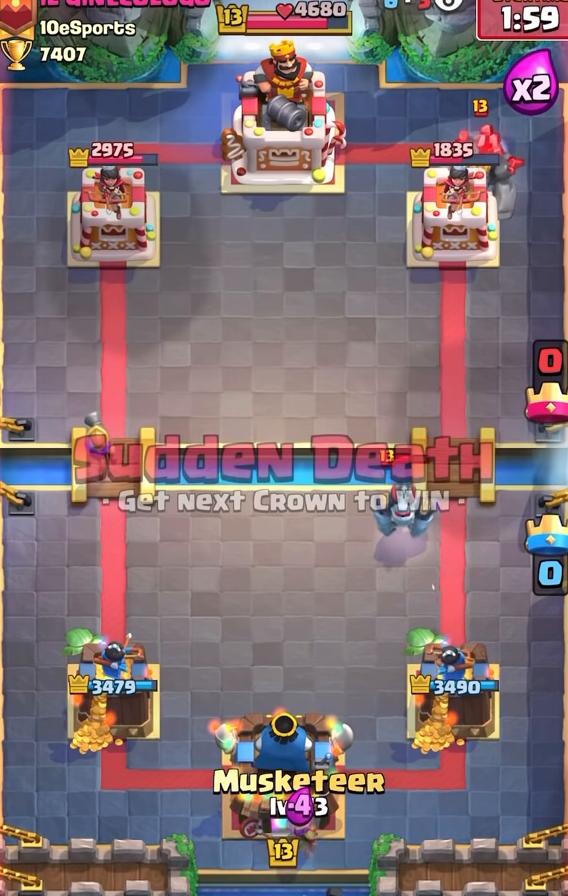 10eSports
7407
13
4680
1:59
x2
13
2975
1835
0
Sudden Death
13
· Get next Crown to WIN ·
0
3479
3490
Musketeer
-4
13